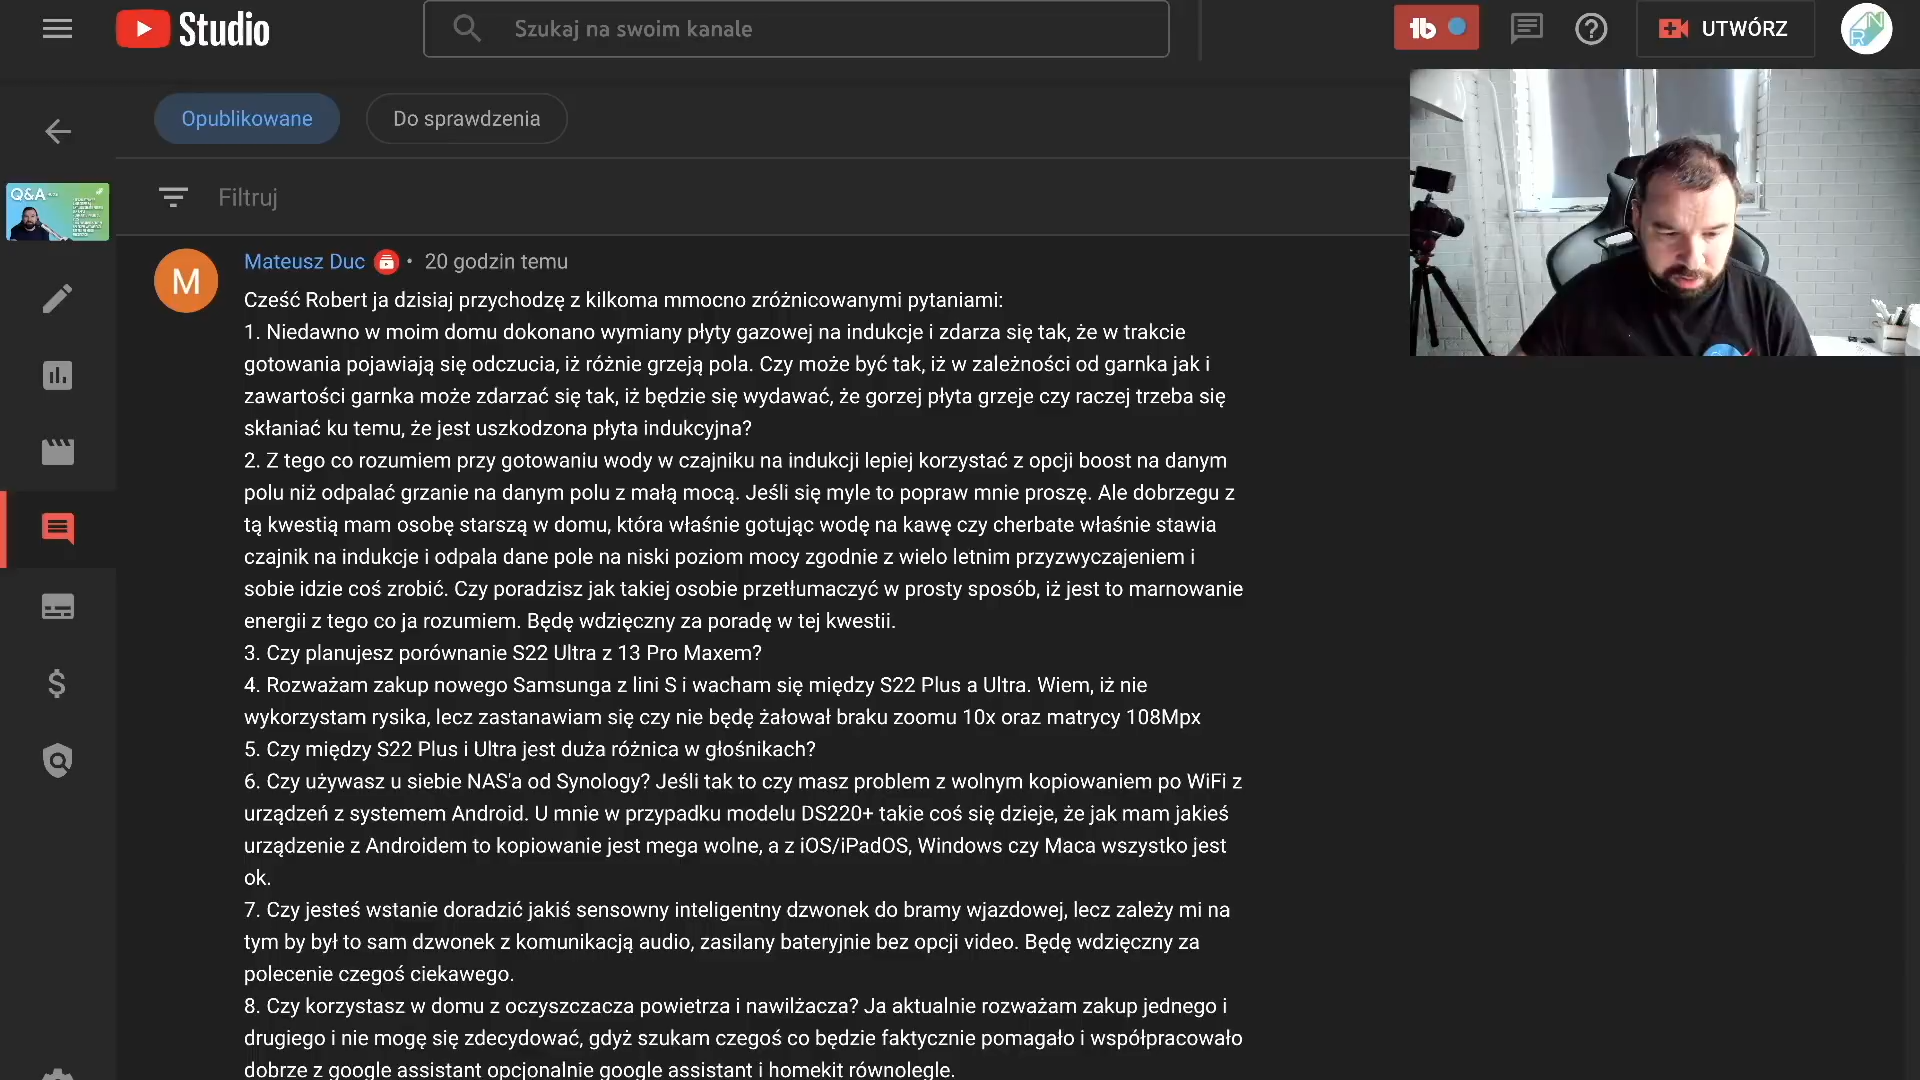 Studio
Szukaj na swoim kanale
UTWÓRZ
Opublikowane
Do sprawdzenia
Filtruj
Q&A
M
Mateusz Duc • 20 godzin temu
Cześć Robert ja dzisiaj przychodzę z kilkoma mmocno zróżnicowanymi pytaniami:
1. Niedawno w moim domu dokonano wymiany płyty gazowej na indukcje i zdarza się tak, że w trakcie
gotowania pojawiają się odczucia, iż różnie grzeją pola. Czy może być tak, iż w zależności od garnka jak i
zawartości garnka może zdarzać się tak, iż będzie się wydawać, że gorzej płyta grzeje czy raczej trzeba się
skłaniać ku temu, że jest uszkodzona płyta indukcyjna?
2. Z tego co rozumiem przy gotowaniu wody w czajniku na indukcji lepiej korzystać z opcji boost na danym
polu niż odpalać grzanie na danym polu z małą mocą. Jeśli się myle to popraw mnie proszę. Ale dobrzegu z
tą kwestią mam osobę starszą w domu, która właśnie gotując wodę na kawę czy cherbate właśnie stawia
czajnik na indukcje i odpala dane pole na niski poziom mocy zgodnie z wielo letnim przyzwyczajeniem i
sobie idzie coś zrobić. Czy poradzisz jak takiej osobie przetłumaczyć w prosty sposób, iż jest to marnowanie
energii z tego co ja rozumiem. Będę wdzięczny za poradę w tej kwestii.
3. Czy planujesz porównanie S22 Ultra z 13 Pro Maxem?
4. Rozważam zakup nowego Samsunga z lini S i wacham się między S22 Plus a Ultra. Wiem, iż nie
wykorzystam rysika, lecz zastanawiam się czy nie będę żałował braku zoomu 10x oraz matrycy 108Mpx
5. Czy między S22 Plus i Ultra jest duża różnica w głośnikach?
6. Czy używasz u siebie NAS'a od Synology? Jeśli tak to czy masz problem z wolnym kopiowaniem po WiFi z
urządzeń z systemem Android. U mnie w przypadku modelu DS220+ takie coś się dzieje, że jak mam jakieś
urządzenie z Androidem to kopiowanie jest mega wolne, a z iOS/iPadOS, Windows czy Maca wszystko jest
ok.
7. Czy jesteś wstanie doradzić jakiś sensowny inteligentny dzwonek do bramy wjazdowej, lecz zależy mi na
tym by był to sam dzwonek z komunikacją audio, zasilany bateryjnie bez opcji video. Będę wdzięczny za
polecenie czegoś ciekawego.
8. Czy korzystasz w domu z oczyszczacza powietrza i nawilżacza? Ja aktualnie rozważam zakup jednego i
drugiego i nie mogę się zdecydować, gdyż szukam czegoś co będzie faktycznie pomagało i współpracowało
dobrze z google assistant opcjonalnie google assistant i homekit równolegle.